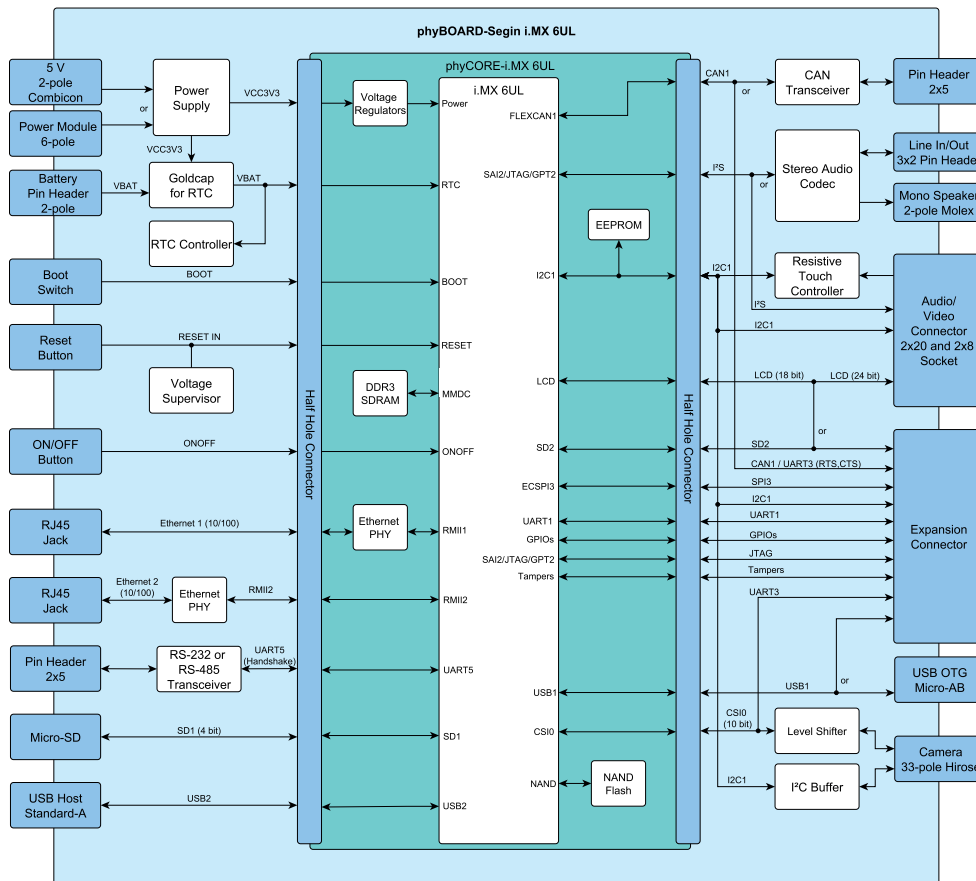 phyBOARD-Segin i.MX 6UL
phyCORE-i.MX 6UL
i.MX 6UL
5 V
2-pole
Combicon
or
Power Module
6-pole
Power
Supply
VCC3V3
VCC3V3
Battery
Pin Header
2-pole
VBAT
Goldcap
for RTC
VBAT
RTC Controller
Boot
Switch
BOOT
Reset
Button
RESET IN
Voltage
Supervisor
ON/OFF
Button
ONOFF
RJ45
Jack
Ethernet 1 (10/100)
RJ45
Jack
Ethernet 2
(10/100)
Ethernet
PHY
RMII2
Pin Header
2x5
RS-232 or
RS-485
Transceiver
UART5
(Handshake)
Micro-SD
SD1 (4 bit)
USB Host
Standard-A
USB2
Half Hole Connector
Voltage
Regulators
DDR3
SDRAM
Ethernet
PHY
Power
RTC
BOOT
RESET
MMDC
ONOFF
RMII1
RMII2
UART5
SD1
USB2
FLEXCAN1
SAI2/JTAG/GPT2
I2C1
LCD
SD2
ECSPI3
UART1
GPIOs
SAI2/JTAG/GPT2
Tampers
USB1
CSI0
NAND
EEPROM
NAND
Flash
Half Hole Connector
CAN1
or
CAN
Transceiver
Pin Header
2x5
I²S
or
Stereo Audio
Codec
Line In/Out
3x2 Pin Header
Mono Speaker
2-pole Molex
I2C1
Resistive
Touch
Controller
I²S
I2C1
Audio/
Video
Connector
2x20 and 2x8
Socket
LCD (18 bit)
LCD (24 bit)
or
SD2
CAN1 / UART3 (RTS,CTS)
SPI3
I2C1
UART1
GPIOs
JTAG
Tampers
UART3
Expansion
Connector
USB1
or
USB OTG
Micro-AB
CSI0
(10 bit)
Level Shifter
I2C1
I²C Buffer
Camera
33-pole Hirose